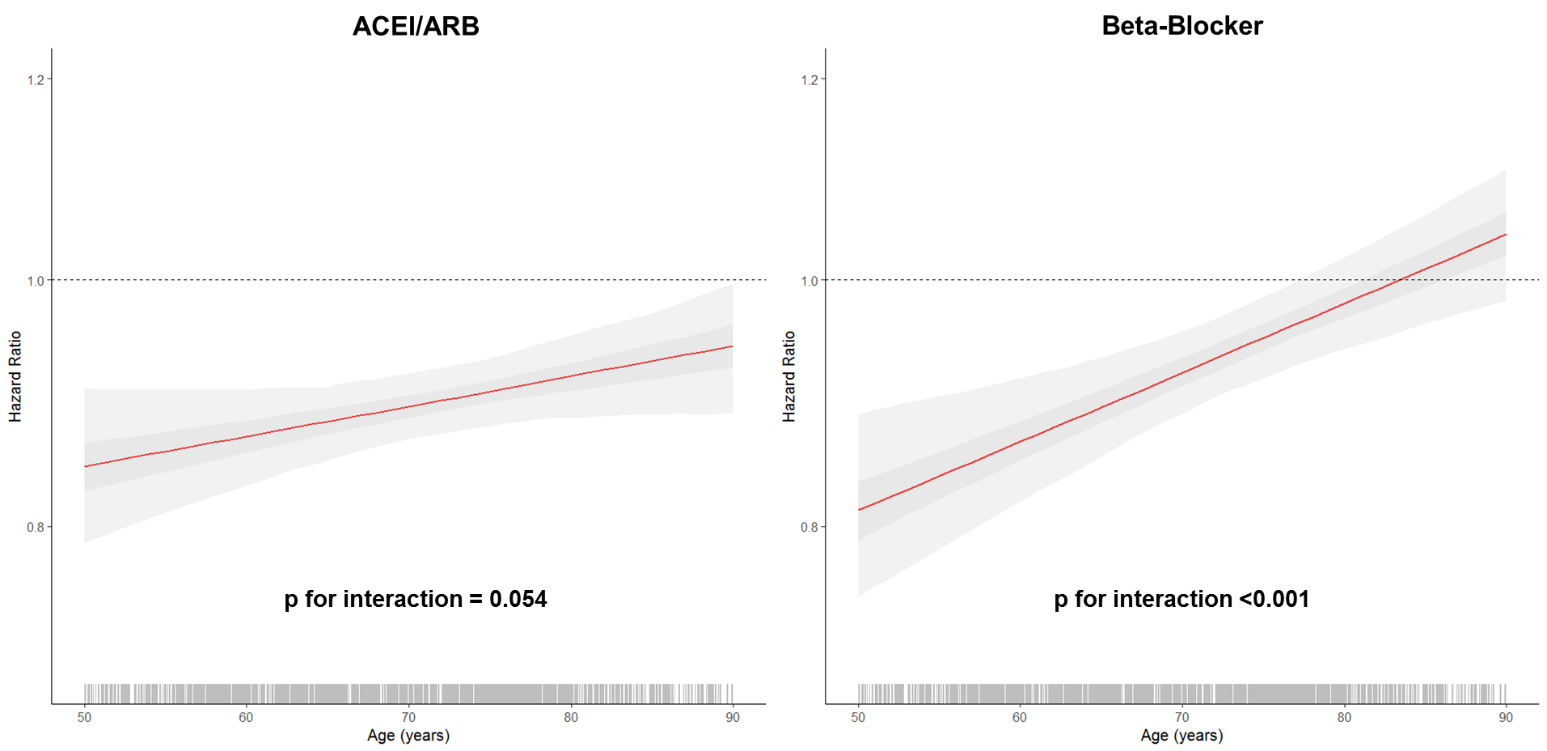 ACEI/ARB
1.2
1.0
0.8
Hazard Ratio
p for interaction = 0.054
50 60 70 80 90
Age (years)
Beta-Blocker
1.2
1.0
0.8
Hazard Ratio
p for interaction <0.001
50 60 70 80 90
Age (years)